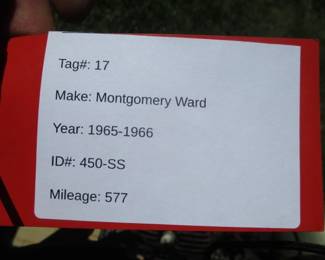 Tag#: 17
Make: Montgomery Ward
Year: 1965-1966
ID#: 450-SS
Mileage: 577